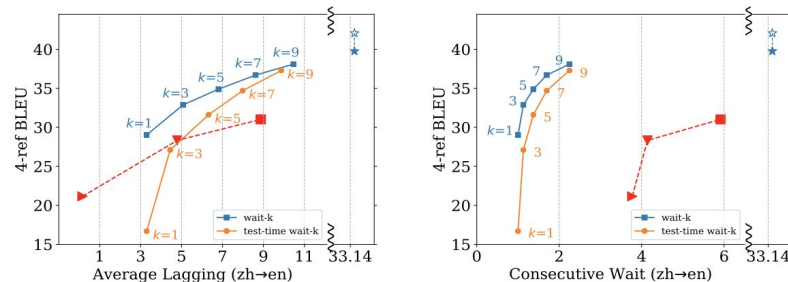 4-ref BLEU
40
35
30
25
20
15
k=1
k=3
k=5
k=7
k=9
k=1
k=3
k=5
k=7
k=9
wait-k
test-time wait-k
1 3 5 7 9 11 33.14
Average Lagging (zh→en)
4-ref BLEU
40
35
30
25
20
15
k=1
3
5
7
9
k=1
3
5
7
9
wait-k
test-time wait-k
0 2 4 6 33.14
Consecutive Wait (zh→en)